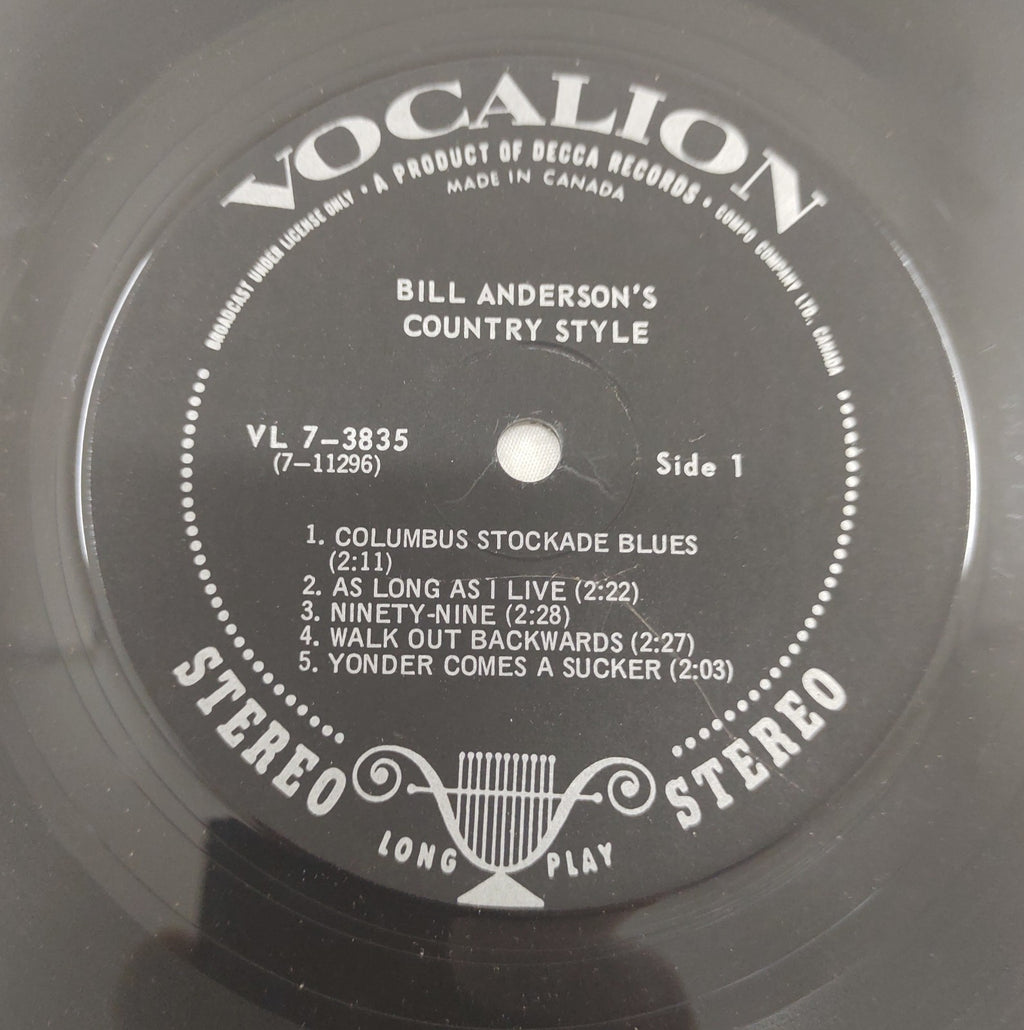 VOCALION
BROADCAST UNDER LICENSE ONLY • A PRODUCT OF DECCA RECORDS • COMPO COMPANY LTD. CANADA
MADE IN CANADA
BILL ANDERSON'S
COUNTRY STYLE
VL 7-3835
(7-11296)
Side 1
1. COLUMBUS STOCKADE BLUES
(2:11)
2. AS LONG AS I LIVE (2:22)
3. NINETY-NINE (2:28)
4. WALK OUT BACKWARDS (2:27)
5. YONDER COMES A SUCKER (2:03)
STEREO
STEREO
LONG PLAY